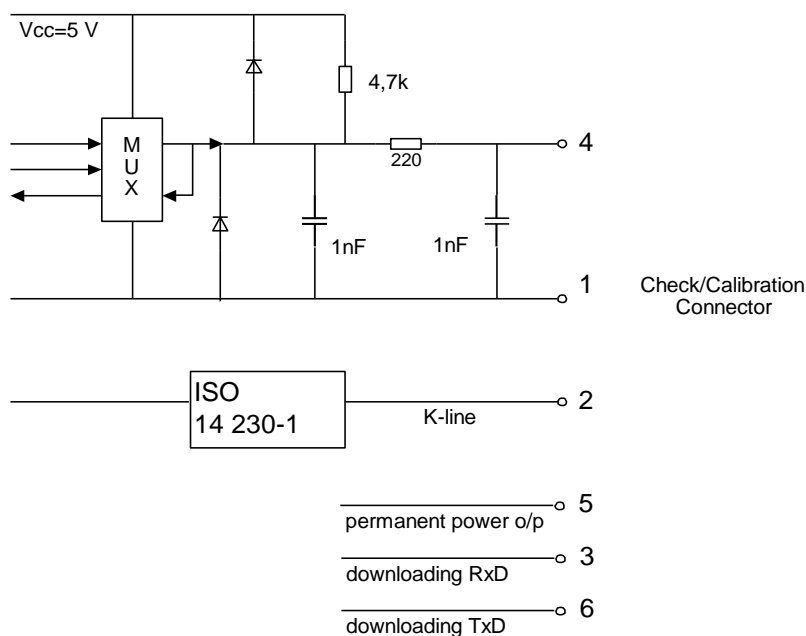 Vcc=5 V
4,7k
M
U
X
220
4
1nF
1nF
1
Check/Calibration
Connector
ISO
14 230-1
K-line
2
permanent power o/p
5
downloading RxD
3
downloading TxD
6